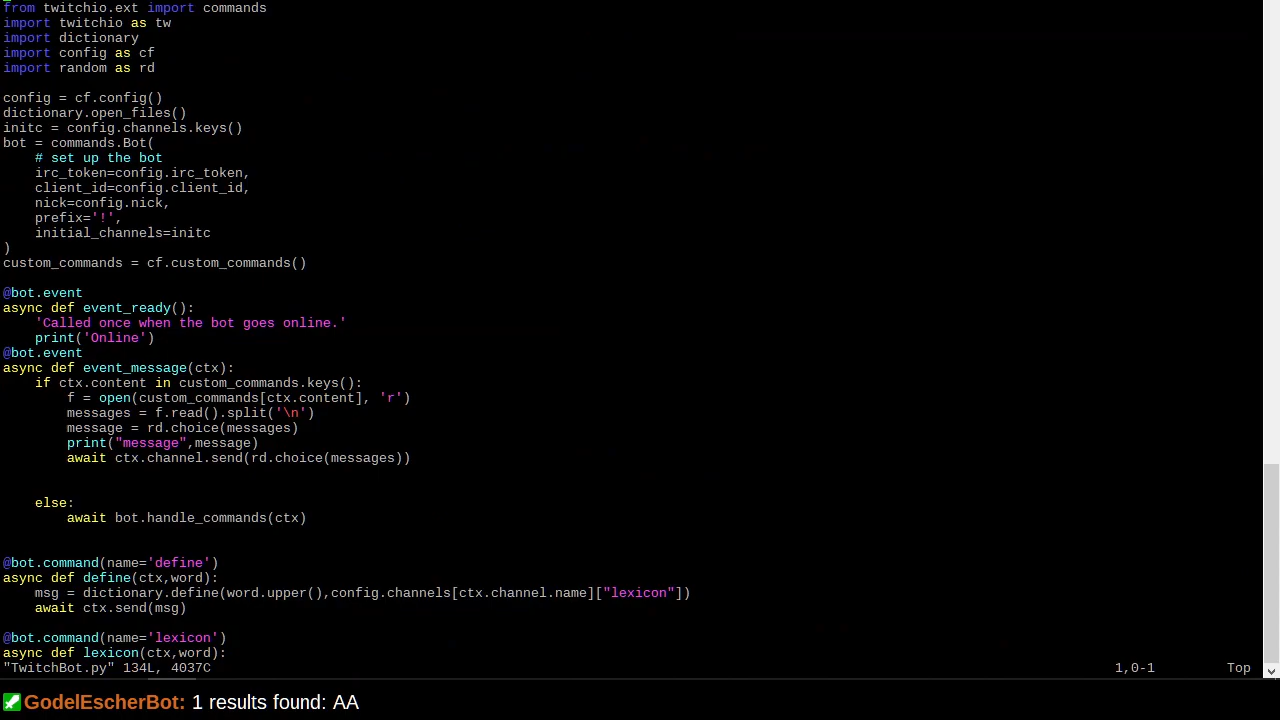 from twitchio.ext import commands
import twitchio as tw
import dictionary
import config as cf
import random as rd

config = cf.config()
dictionary.open_files()
initc = config.channels.keys()
bot = commands.Bot(
    # set up the bot
    irc_token=config.irc_token,
    client_id=config.client_id,
    nick=config.nick,
    prefix='!',
    initial_channels=initc
)
custom_commands = cf.custom_commands()

@bot.event
async def event_ready():
    'Called once when the bot goes online.'
    print('Online')
@bot.event
async def event_message(ctx):
    if ctx.content in custom_commands.keys():
        f = open(custom_commands[ctx.content], 'r')
        messages = f.read().split('\n')
        message = rd.choice(messages)
        print("message",message)
        await ctx.channel.send(rd.choice(messages))


    else:
        await bot.handle_commands(ctx)


@bot.command(name='define')
async def define(ctx,word):
    msg = dictionary.define(word.upper(),config.channels[ctx.channel.name]["lexicon"])
    await ctx.send(msg)

@bot.command(name='lexicon')
async def lexicon(ctx,word):
"TwitchBot.py" 134L, 4037C 1,0-1 Top
GodelEscherBot: 1 results found: AA